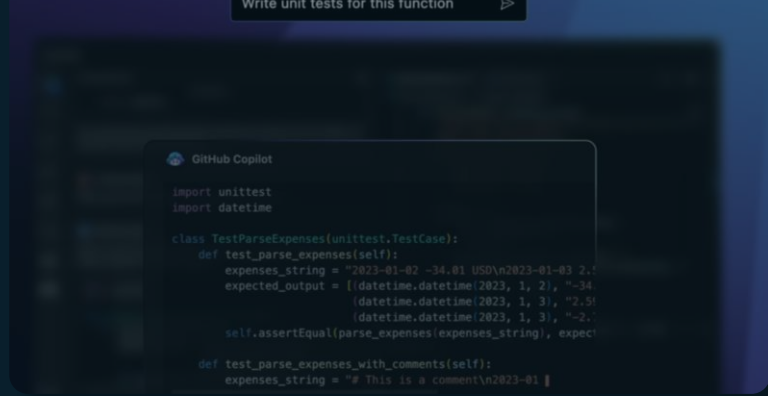 Write unit tests for this function
GitHub Copilot
import unittest
import datetime
class TestParseExpenses(unittest.TestCase):
def test_parse_expenses(self):
expenses_string = "2023-01-02 -34.01 USD\n2023-01-03 2.5
expected_output = [(datetime.datetime(2023, 1, 2), "-34.
(datetime.datetime(2023, 1, 3), "2.5
(datetime.datetime(2023, 1, 3), "-2.
self.assertEqual(parse_expenses(expenses_string), expec
def test_parse_expenses_with_comments(self):
expenses_string = "# This is a comment\n2023-01